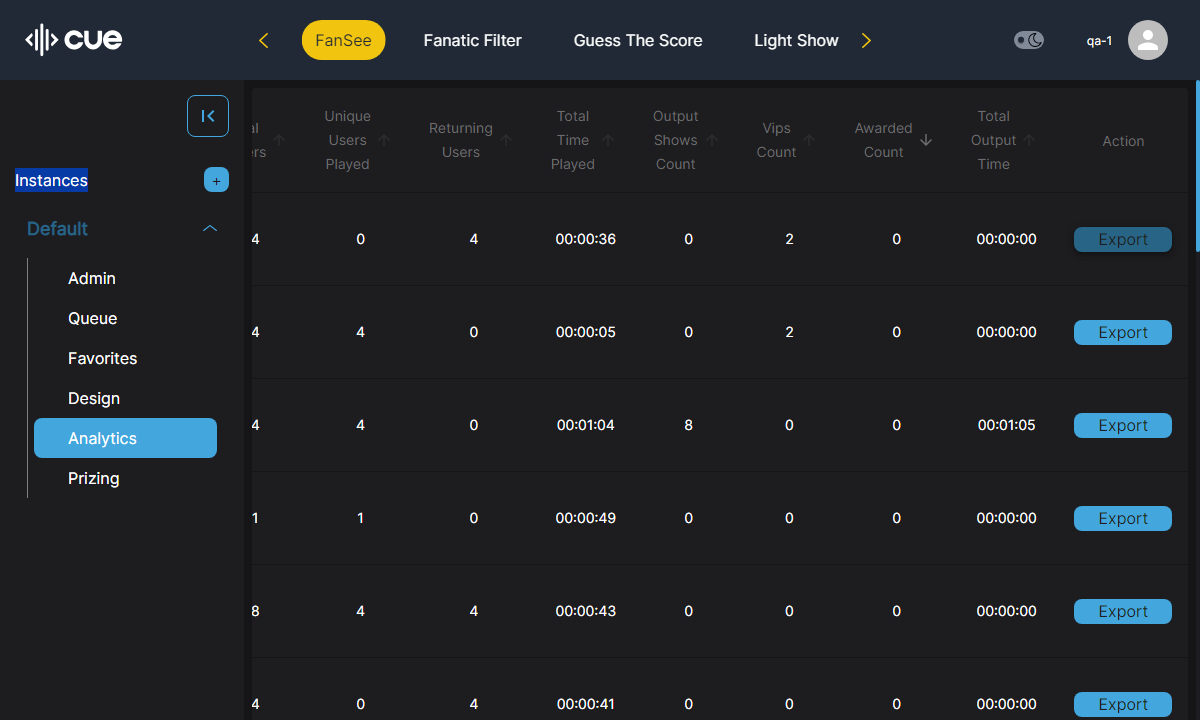 cue
FanSee
Fanatic Filter
Guess The Score
Light Show
qa-1
Instances
+
Default
Admin
Queue
Favorites
Design
Analytics
Prizing
Unique
Users
Played
Returning
Users
Total
Time
Played
Output
Shows
Count
Vips
Count
Awarded
Count
Total
Output
Time
Action
4 0 4 00:00:36 0 2 0 00:00:00 Export
4 4 0 00:00:05 0 2 0 00:00:00 Export
4 4 0 00:01:04 8 0 0 00:01:05 Export
1 1 0 00:00:49 0 0 0 00:00:00 Export
8 4 4 00:00:43 0 0 0 00:00:00 Export
4 0 4 00:00:41 0 0 0 00:00:00 Export